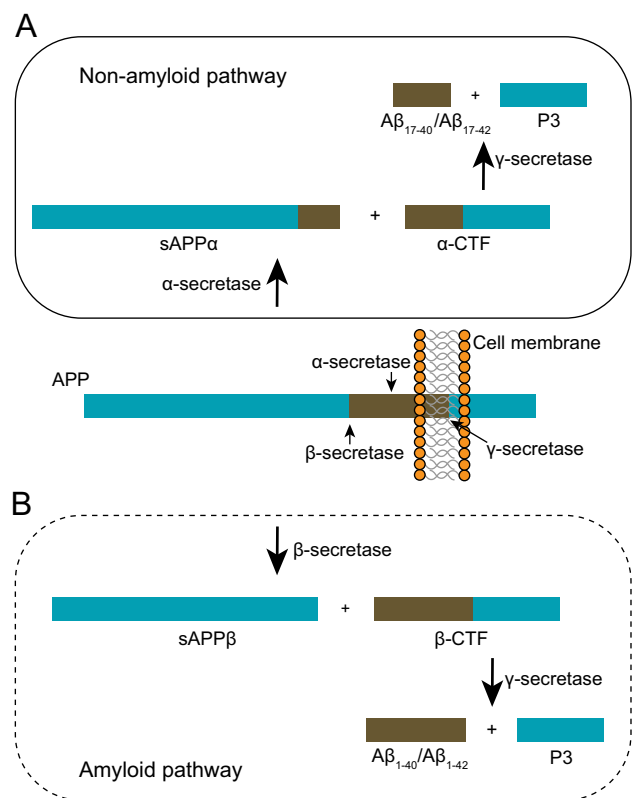 A
Non-amyloid pathway
+
Aβ17-40/Aβ17-42 P3
γ-secretase
+
sAPPα α-CTF
α-secretase
Cell membrane
α-secretase
APP
β-secretase γ-secretase
B
β-secretase
+
sAPPβ β-CTF
γ-secretase
+
Aβ1-40/Aβ1-42 P3
Amyloid pathway